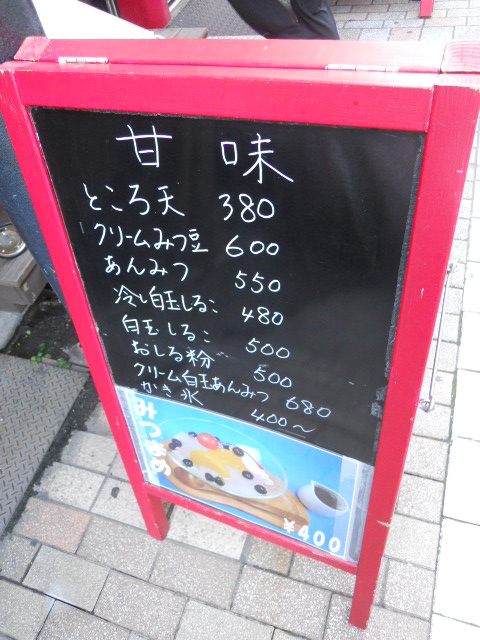 甘味
ところ天 380
クリームみつ豆 600
あんみつ 550
冷し白玉しるこ 480
白玉しるこ 500
おしる粉 500
クリーム白玉あんみつ 680
かき氷 400〜
みつまめ
¥400